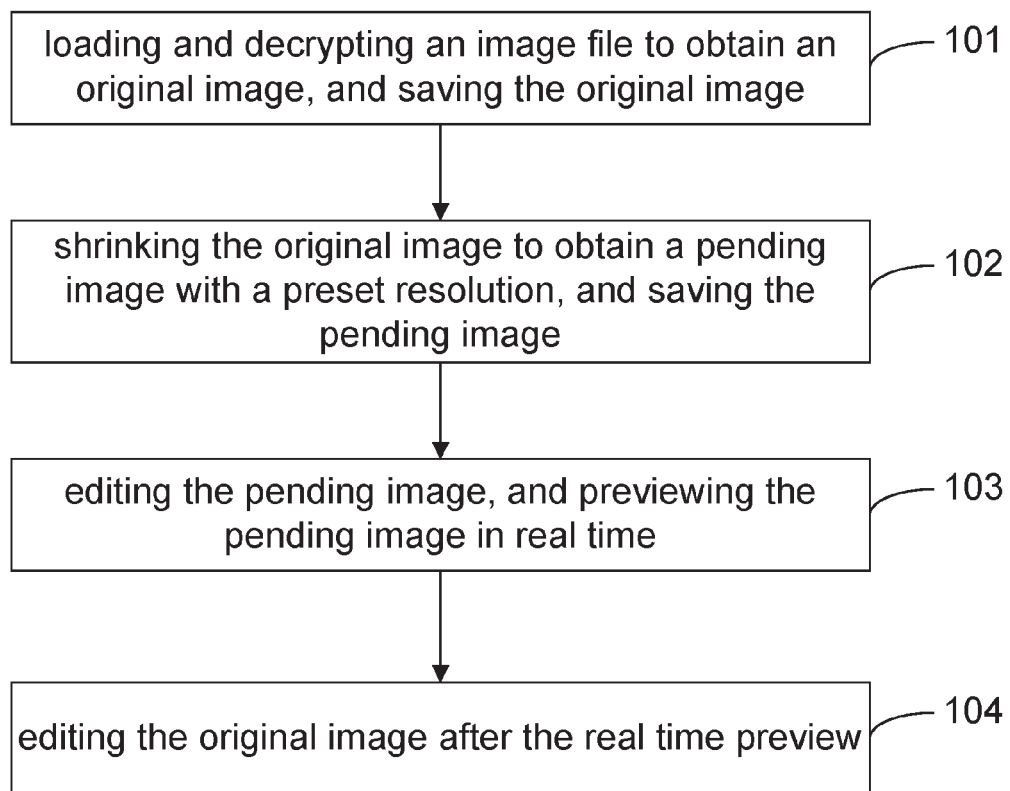 loading and decrypting an image file to obtain an
original image, and saving the original image
101
shrinking the original image to obtain a pending
image with a preset resolution, and saving the
pending image
102
editing the pending image, and previewing the
pending image in real time
103
editing the original image after the real time preview
104